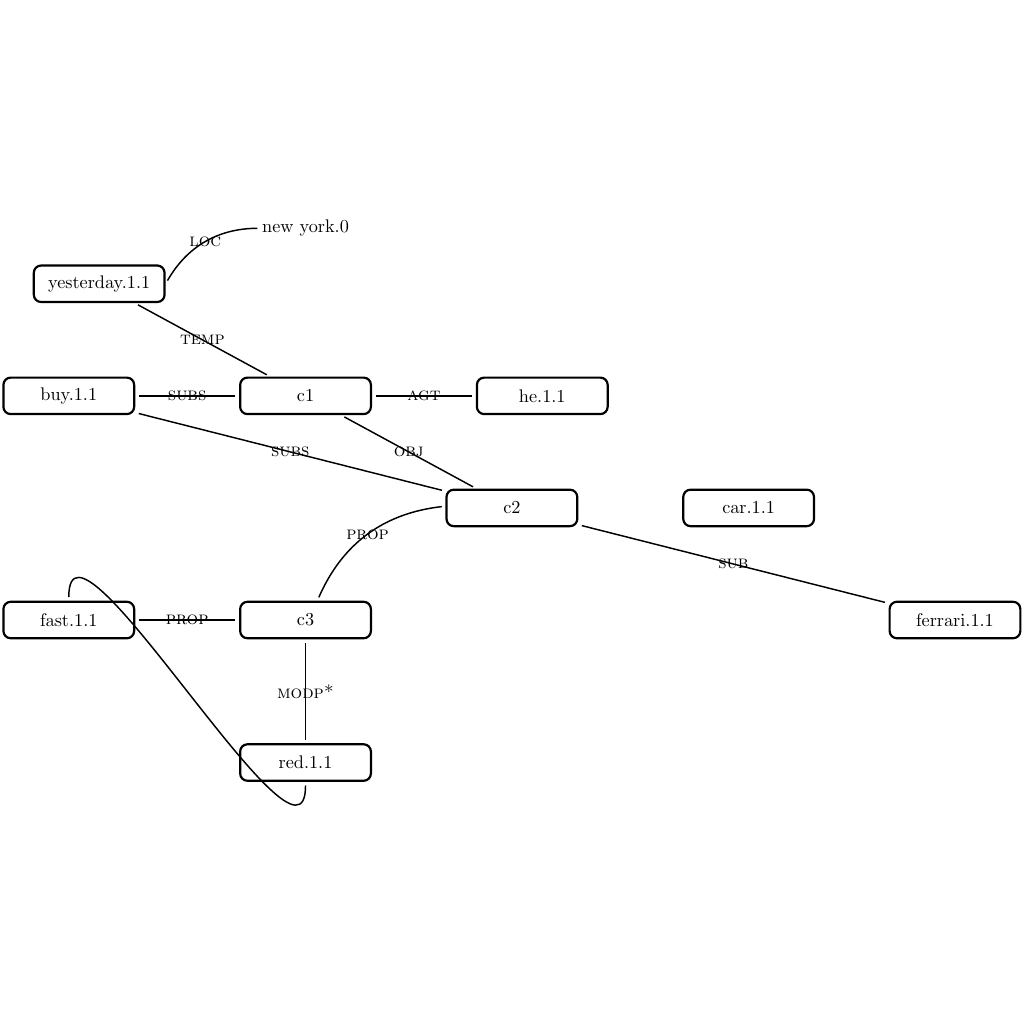 new york.0
LOC
yesterday.1.1
TEMP
buy.1.1 SUBS c1 AGT he.1.1
SUBS OBJ
c2 car.1.1
PROP
SUB
fast.1.1 PROP c3 ferrari.1.1
MODP*
red.1.1